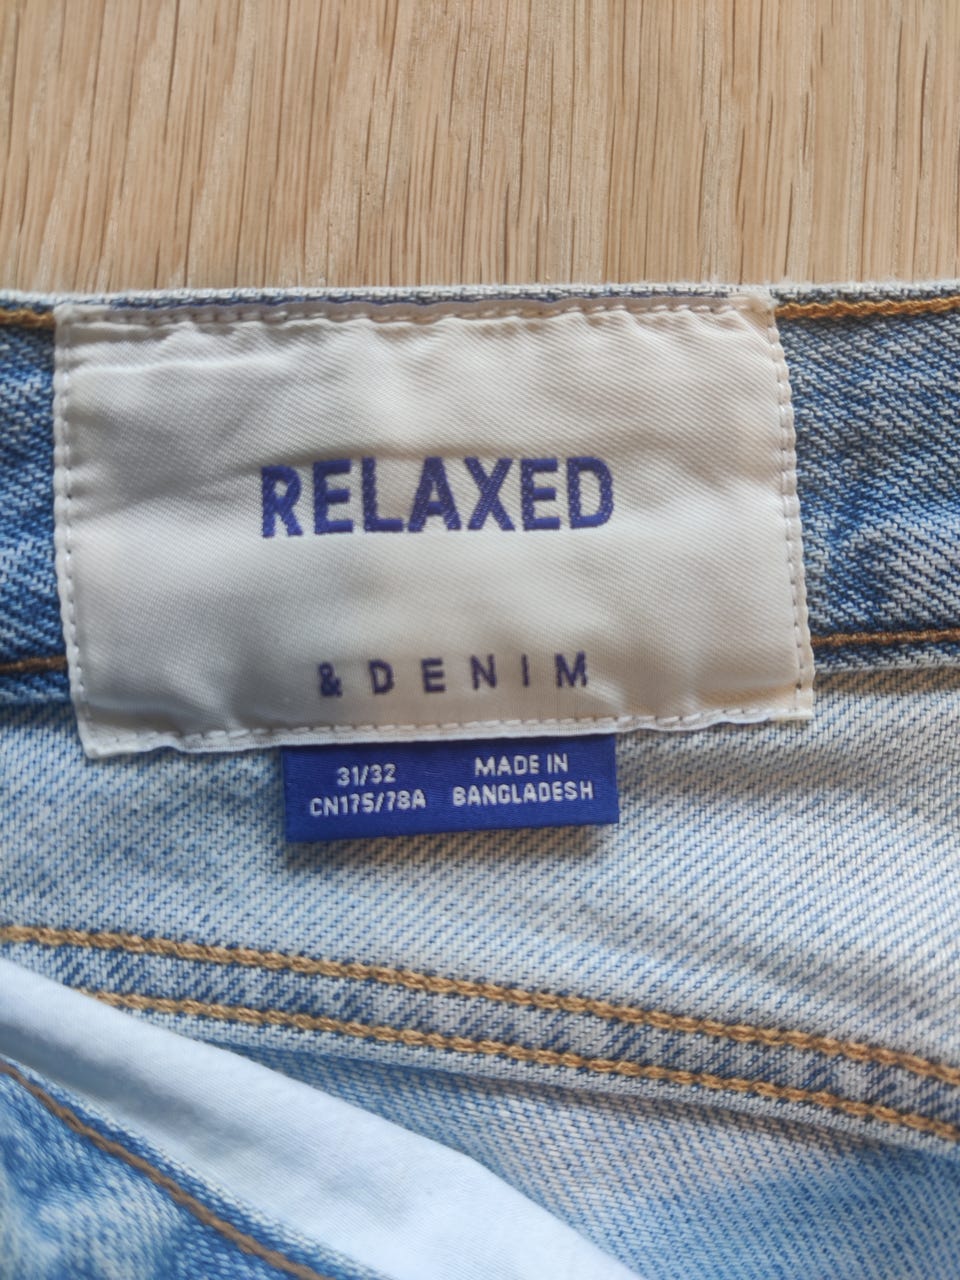 RELAXED
& DENIM
31/32
CN175/78A
MADE IN
BANGLADESH